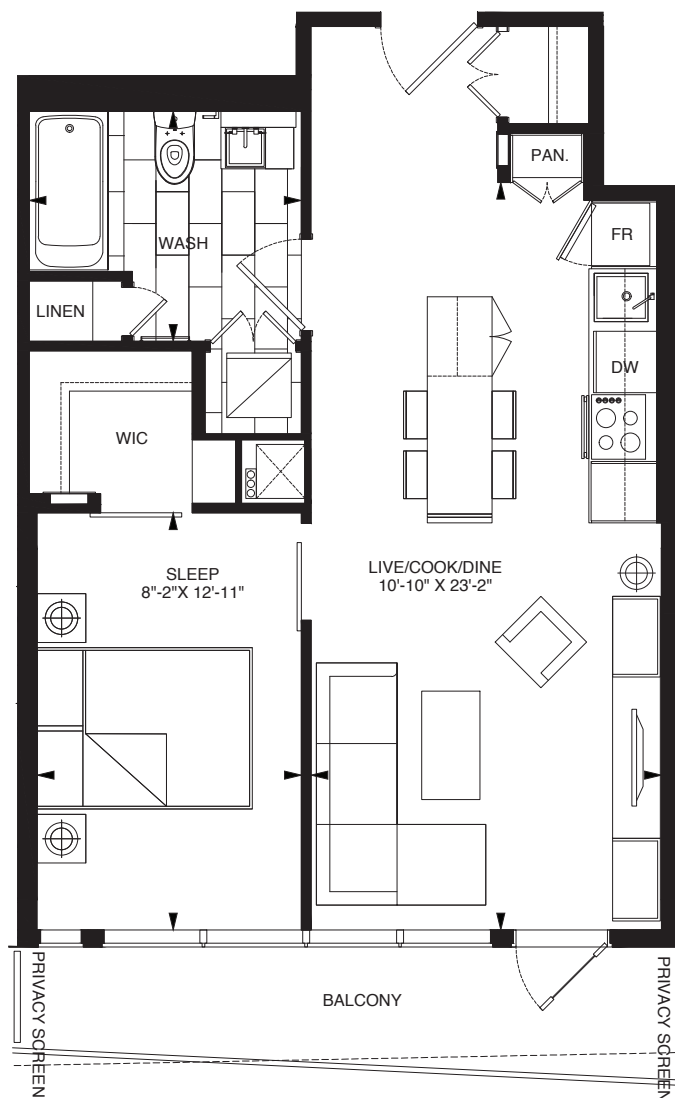 PAN.
FR
WASH
LINEN
DW
WIC
SLEEP
8"-2"X 12'-11"
LIVE/COOK/DINE
10'-10" X 23'-2"
PRIVACY SCREEN
BALCONY
PRIVACY SCREEN